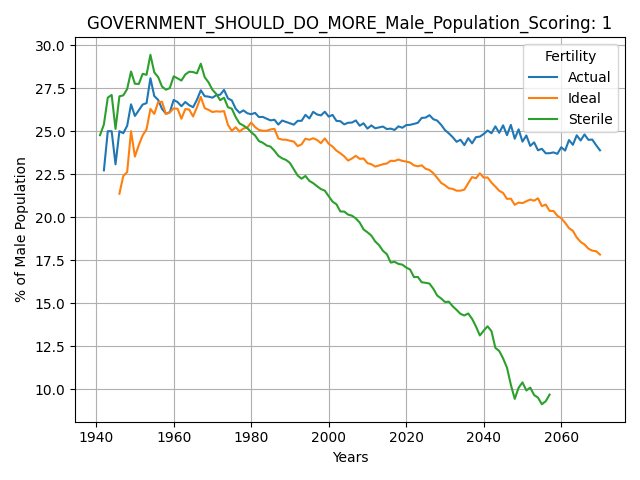 GOVERNMENT_SHOULD_DO_MORE_Male_Population_Scoring: 1
Fertility
Actual
Ideal
Sterile
% of Male Population
30.0
27.5
25.0
22.5
20.0
17.5
15.0
12.5
10.0
1940 1960 1980 2000 2020 2040 2060
Years